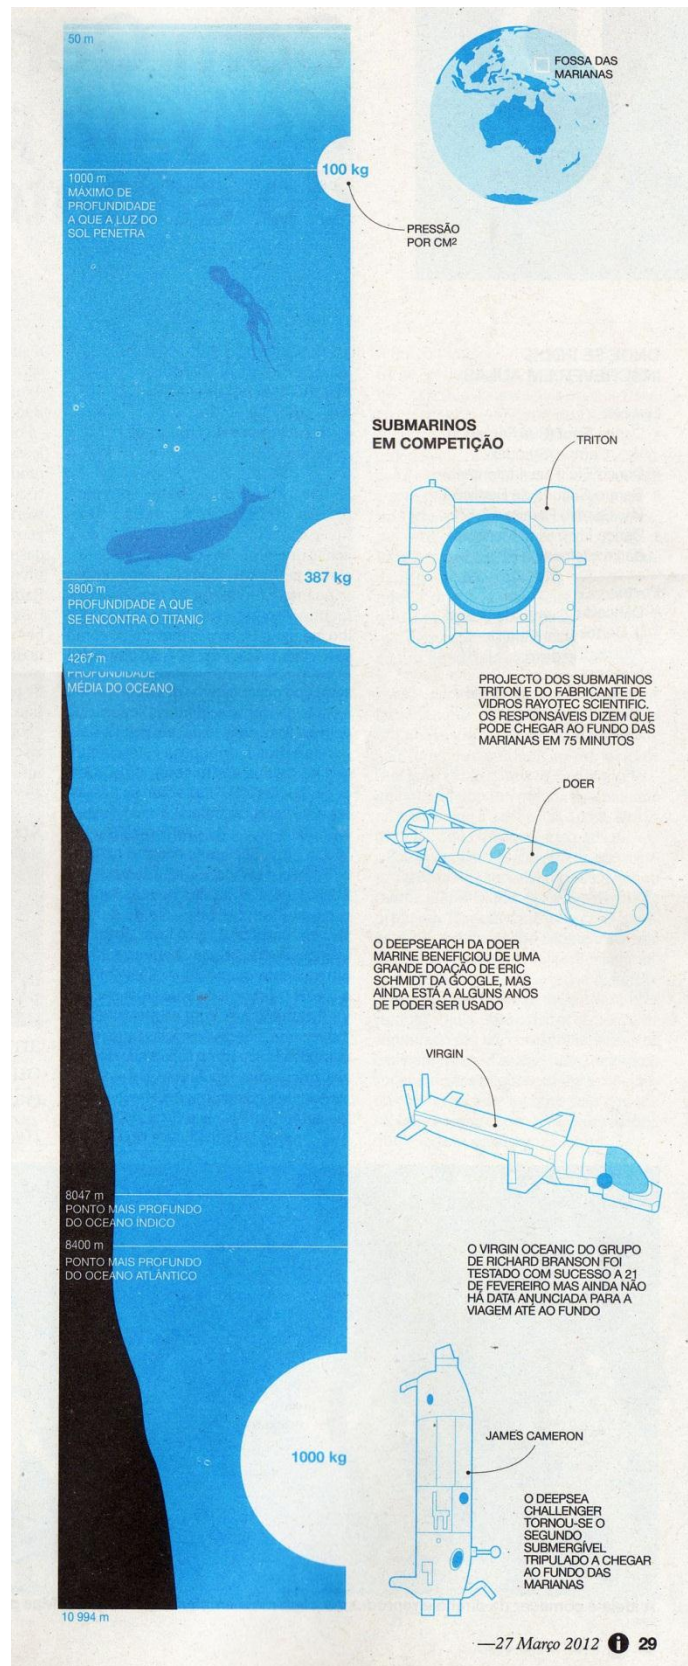 50 m
FOSSA DAS
MARIANAS
100 kg
1000 m
MÁXIMO DE
PROFUNDIDADE
A QUE A LUZ DO
SOL PENETRA
PRESSÃO
POR CM²
SUBMARINOS
EM COMPETIÇÃO
TRITON
387 kg
3800 m
PROFUNDIDADE A QUE
SE ENCONTRA O TITANIC
4267 m
PROFUNDIDADE
MÉDIA DO OCEANO
PROJECTO DOS SUBMARINOS
TRITON E DO FABRICANTE DE
VIDROS RAYOTEC SCIENTIFIC.
OS RESPONSÁVEIS DIZEM QUE
PODE CHEGAR AO FUNDO DAS
MARIANAS EM 75 MINUTOS
DOER
O DEEPSEARCH DA DOER
MARINE BENEFICIOU DE UMA
GRANDE DOAÇÃO DE ERIC
SCHMIDT DA GOOGLE, MAS
AINDA ESTÁ A ALGUNS ANOS
DE PODER SER USADO
VIRGIN
8047 m
PONTO MAIS PROFUNDO
DO OCEANO ÍNDICO
8400 m
PONTO MAIS PROFUNDO
DO OCEANO ATLÁNTICO
O VIRGIN OCEANIC DO GRUPO
DE RICHARD BRANSON FOI
TESTADO COM SUCESSO A 21
DE FEVEREIRO MAS AINDA NÃO
HÁ DATA ANUNCIADA PARA A
VIAGEM ATÉ AO FUNDO
1000 kg
JAMES CAMERON
O DEEPSEA
CHALLENGER
TORNOU-SE O
SEGUNDO
SUBMERGÍVEL
TRIPULADO A CHEGAR
AO FUNDO DAS
MARIANAS
10 994 m
—27 Março 2012 i 29